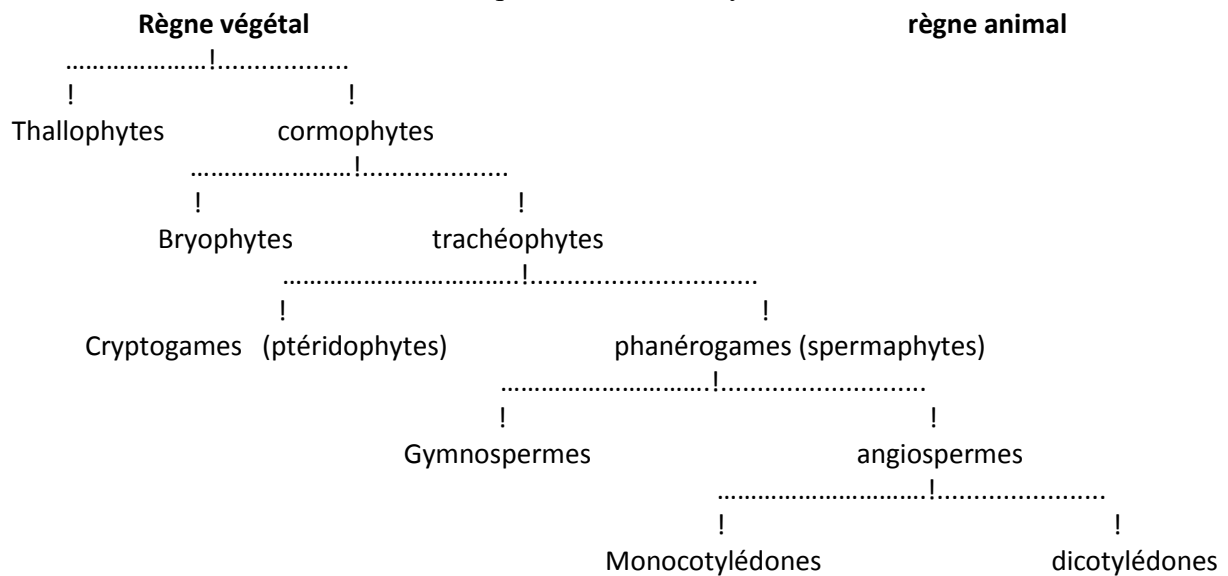 Règne végétal règne animal
…………………!..................
! !
Thallophytes cormophytes
……………………!....................
! !
Bryophytes trachéophytes
……………………………..!...............................
! !
Cryptogames (ptéridophytes) phanérogames (spermaphytes)
………………………….!............................
! !
Gymnospermes angiospermes
………………………….!.......................
! !
Monocotylédones dicotylédones